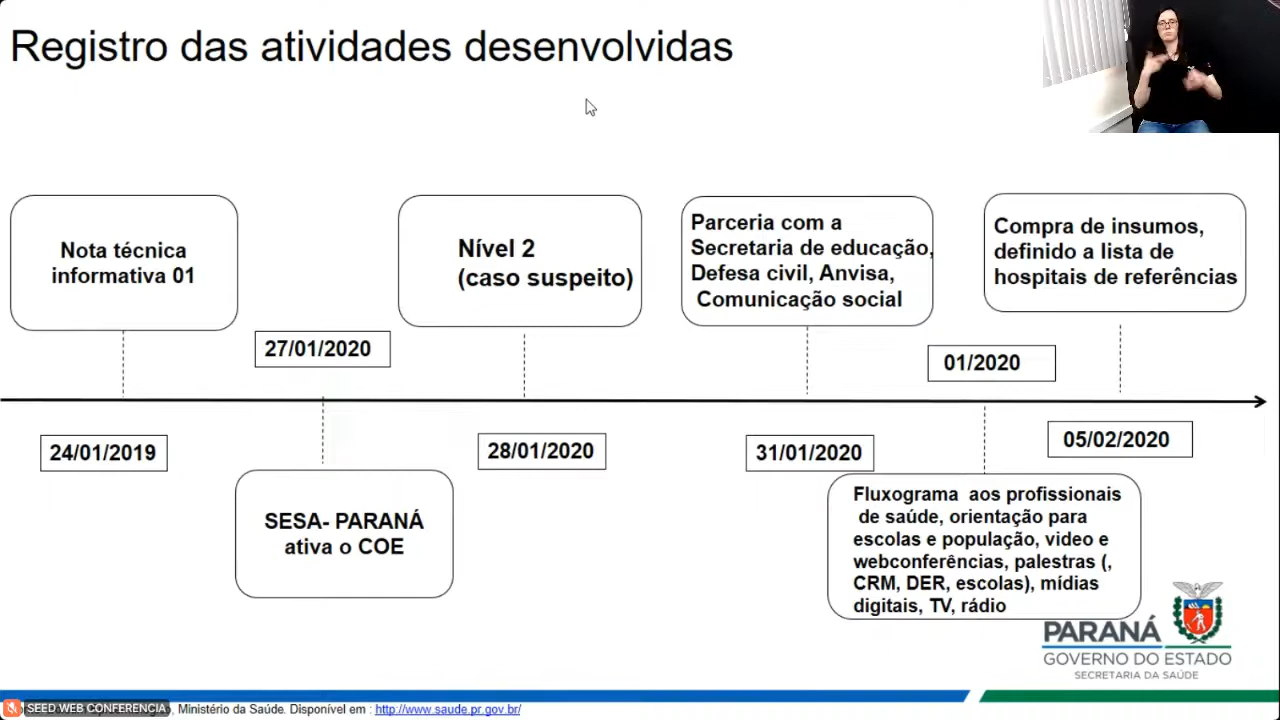 Registro das atividades desenvolvidas
Nota técnica
informativa 01
Nível 2
(caso suspeito)
Parceria com a
Secretaria de educação,
Defesa civil, Anvisa,
Comunicação social
Compra de insumos,
definido a lista de
hospitais de referências
27/01/2020
01/2020
24/01/2019
28/01/2020
31/01/2020
05/02/2020
SESA- PARANÁ
ativa o COE
Fluxograma aos profissionais
de saúde, orientação para
escolas e população, video e
webconferências, palestras (,
CRM, DER, escolas), mídias
digitais, TV, rádio
PARANÁ
GOVERNO DO ESTADO
SECRETARIA DA SAÚDE
SEED WEB CONFERENCIA , Ministério da Saúde. Disponível em : http://www.saude.pr.gov.br/